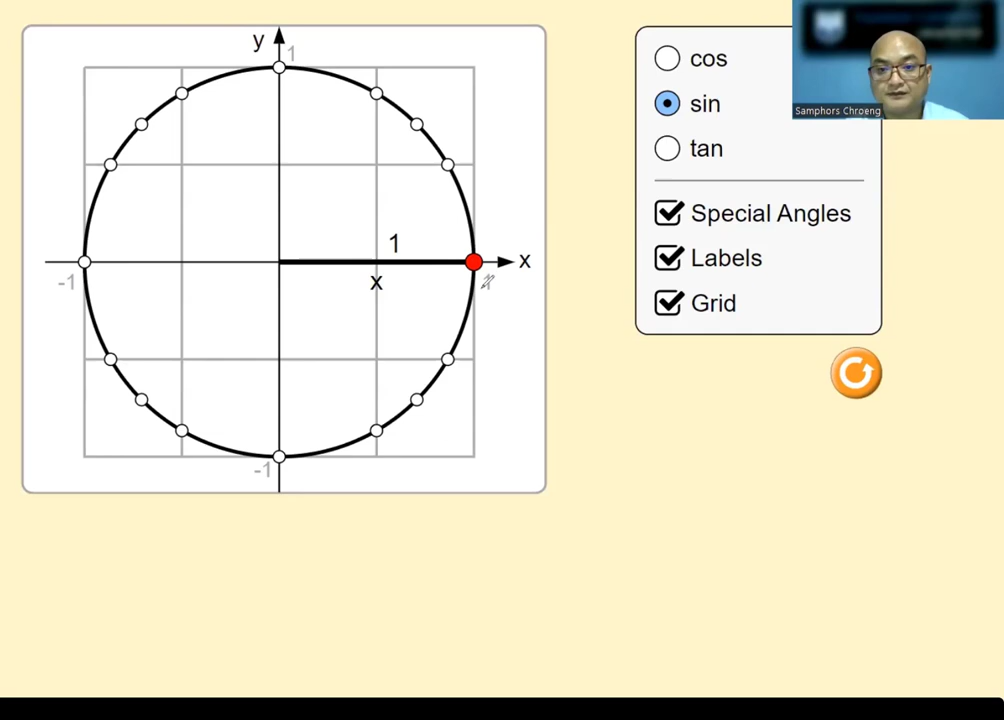 y
1
1
x
x
-1
-1
cos
sin
tan
Special Angles
Labels
Grid
Samphors Chroeng